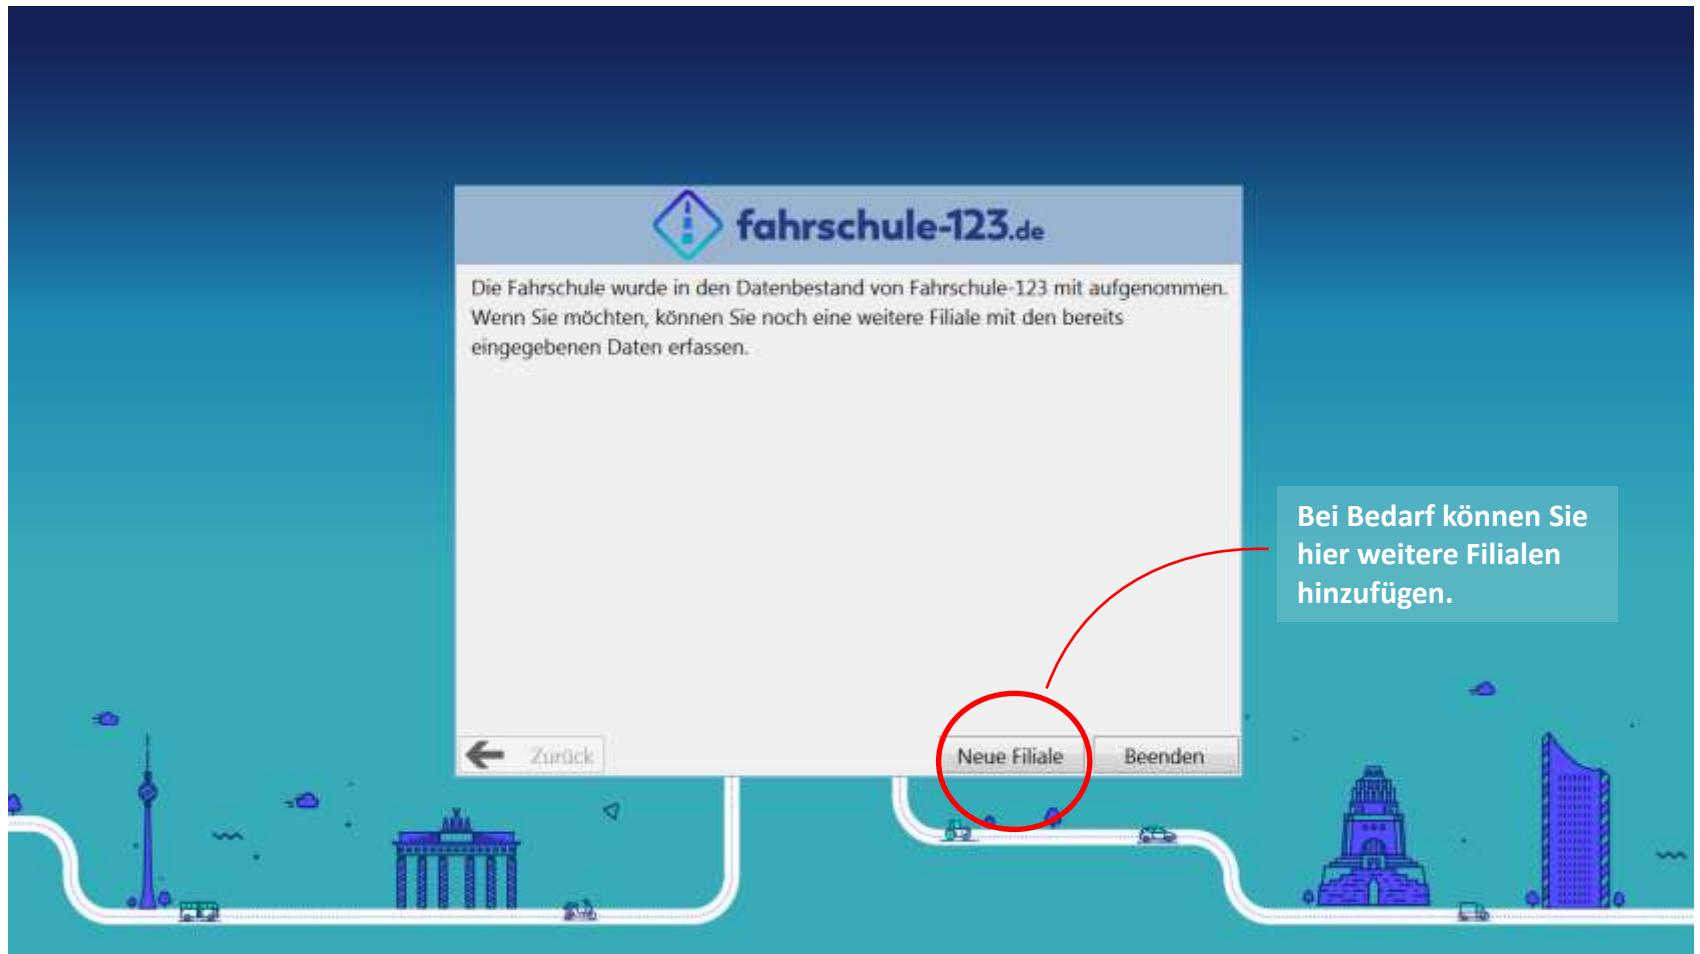 fahrschule-123.de
Die Fahrschule wurde in den Datenbestand von Fahrschule-123 mit aufgenommen.
Wenn Sie möchten, können Sie noch eine weitere Filiale mit den bereits
eingegebenen Daten erfassen.
Bei Bedarf können Sie
hier weitere Filialen
hinzufügen.
Zurück
Neue Filiale
Beenden